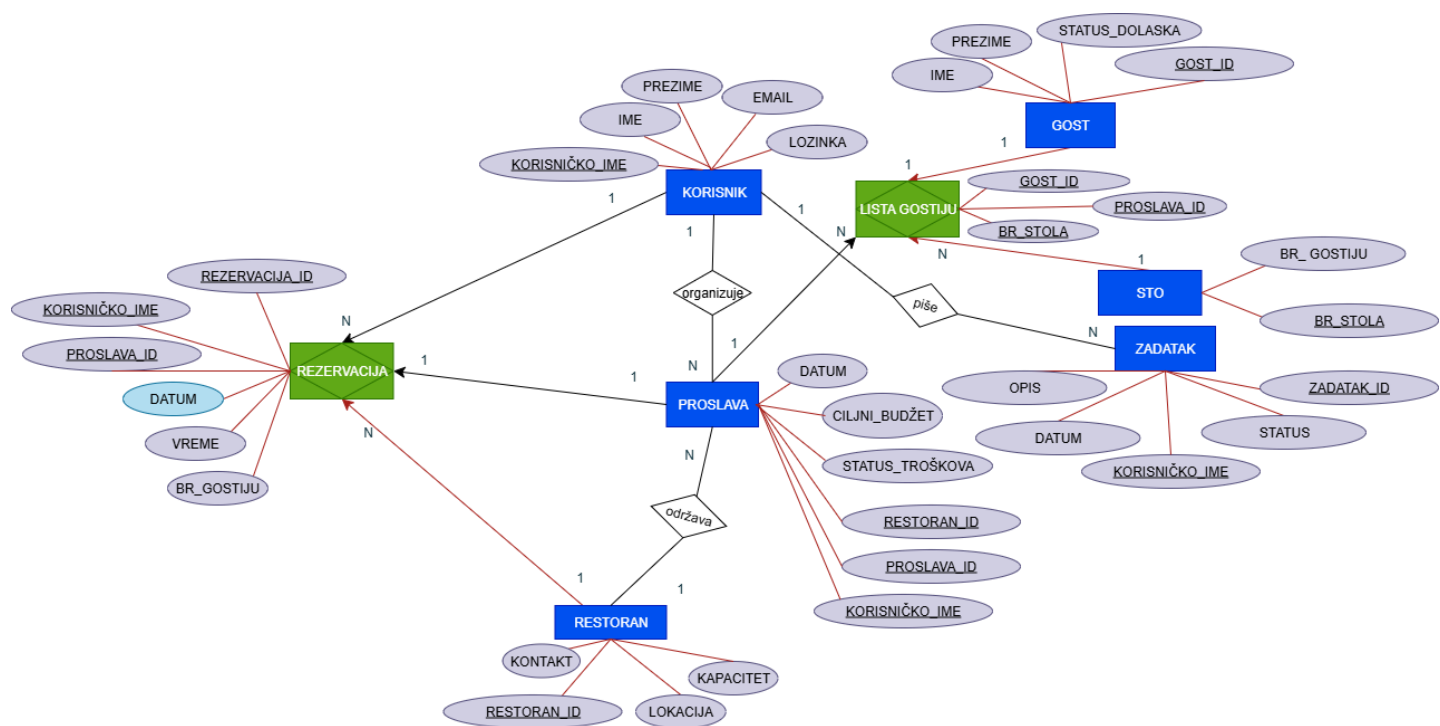 STATUS_DOLASKA
PREZIME
GOST_ID
IME
GOST
PREZIME
EMAIL
IME
LOZINKA
KORISNIČKO_IME
KORISNIK
1
1
GOST_ID
LISTA GOSTIJU
PROSLAVA_ID
BR_STOLA
1
1
1
N
N
1
BR_ GOSTIJU
STO
BR_STOLA
REZERVACIJA_ID
KORISNIČKO_IME
PROSLAVA_ID
DATUM
VREME
BR_GOSTIJU
REZERVACIJA
N
1
N
organizuje
piše
N
ZADATAK
OPIS
ZADATAK_ID
DATUM
STATUS
KORISNIČKO_IME
1
N
1
PROSLAVA
DATUM
CILJNI_BUDŽET
STATUS_TROŠKOVA
RESTORAN_ID
PROSLAVA_ID
KORISNIČKO_IME
N
održava
1
1
RESTORAN
KONTAKT
KAPACITET
RESTORAN_ID
LOKACIJA